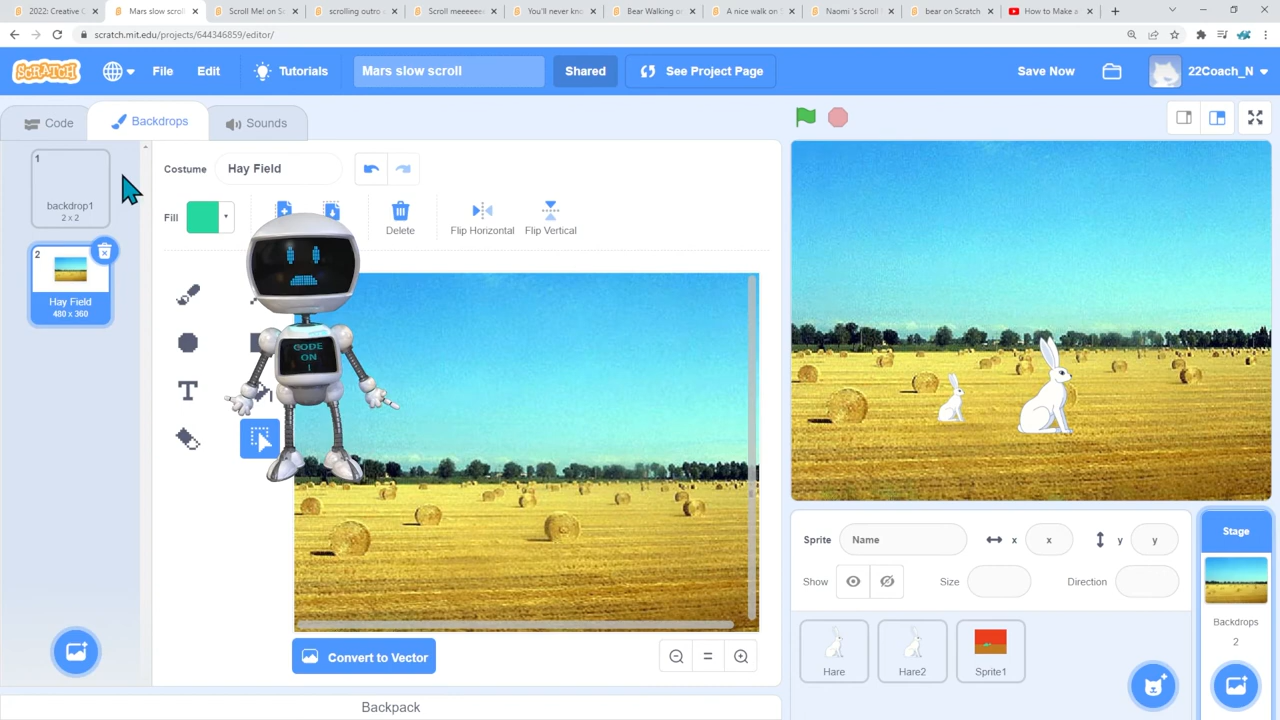 2022: Creative C
Mars slow scroll
Scroll Me! on Sc
scrolling outro c
Scroll meeeeee
You'll never kno
Bear Walking on
A nice walk on S
Naomi 's Scroll
bear on Scratch
How to Make a
scratch.mit.edu/projects/644346859/editor/
SCRATCH
File
Edit
Tutorials
Mars slow scroll
Shared
See Project Page
Save Now
22Coach_N
Code
Backdrops
Sounds
1
backdrop1
2 x 2
2
Hay Field
480 x 360
Costume
Hay Field
Fill
Delete
Flip Horizontal
Flip Vertical
CODE
ON
!
T
Convert to Vector
Backpack
Sprite
Name
x
x
y
y
Show
Size
Direction
Hare
Hare2
Sprite1
Stage
Backdrops
2